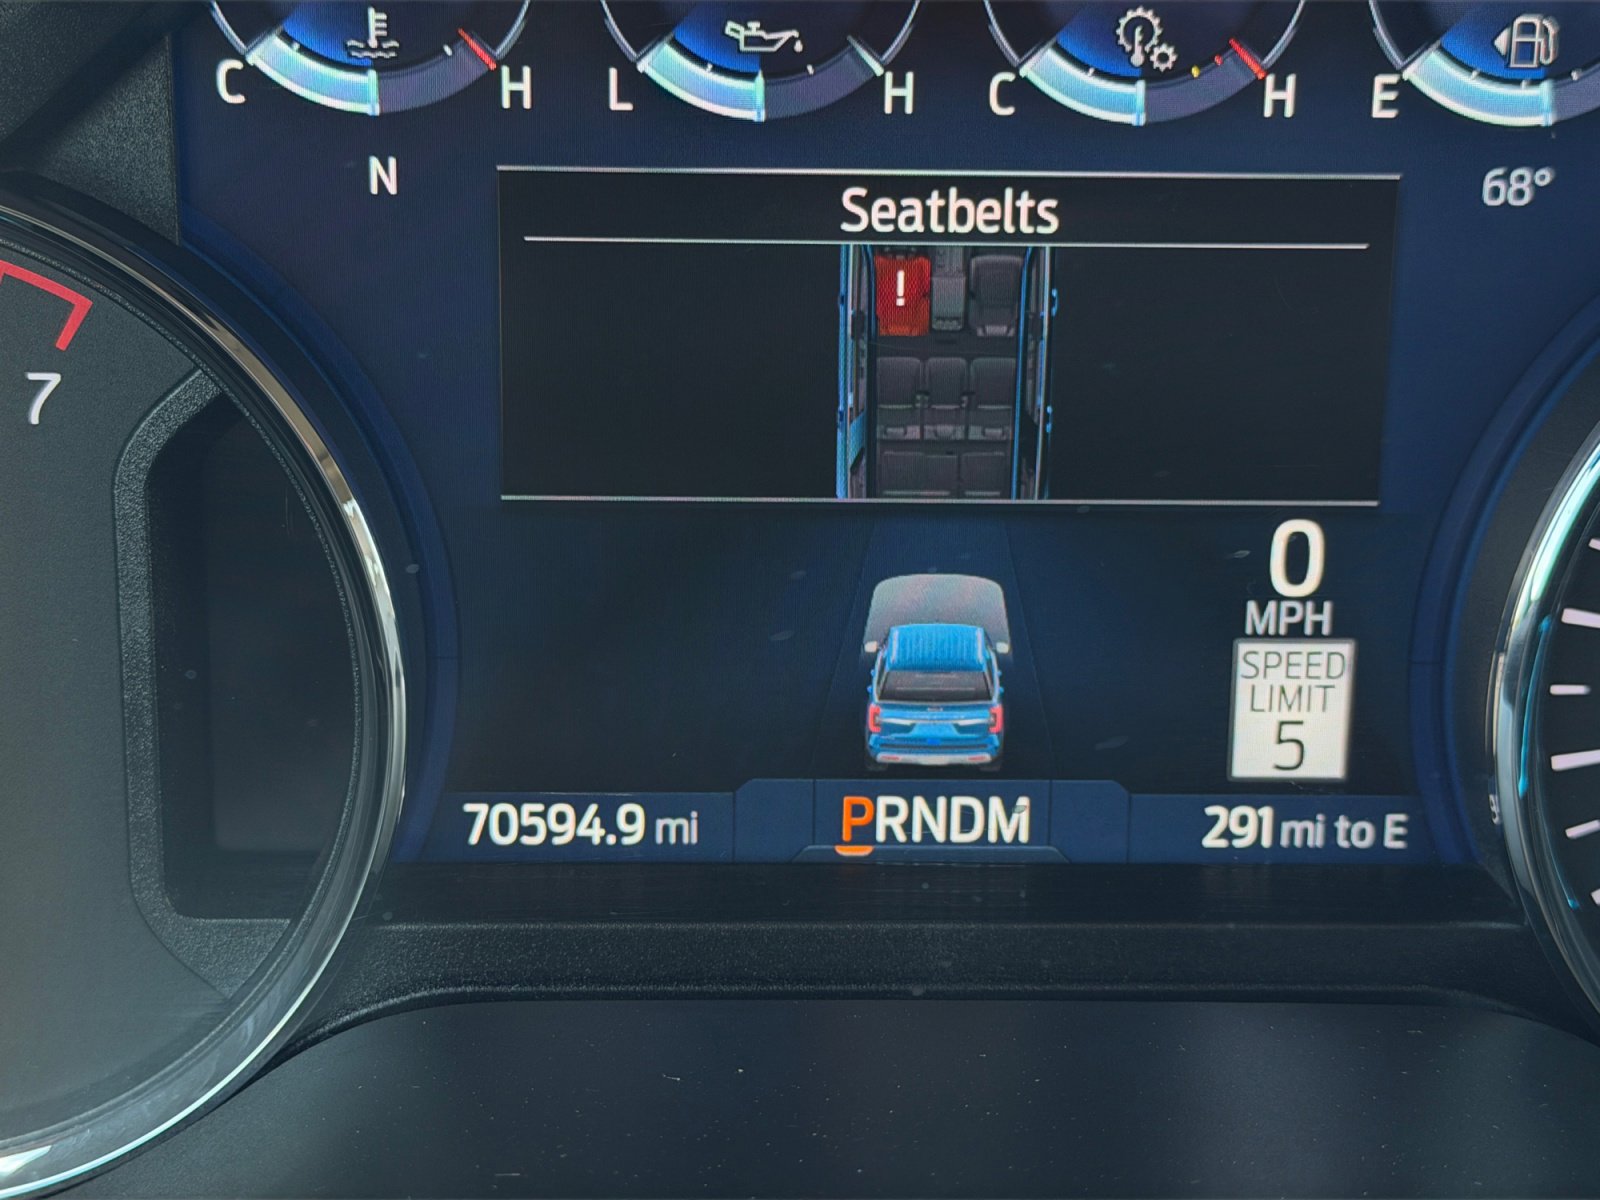 C H L H C H E
N
68°
Seatbelts
!
7
0
MPH
SPEED
LIMIT
5
70594.9 mi
PRNDM
291 mi to E